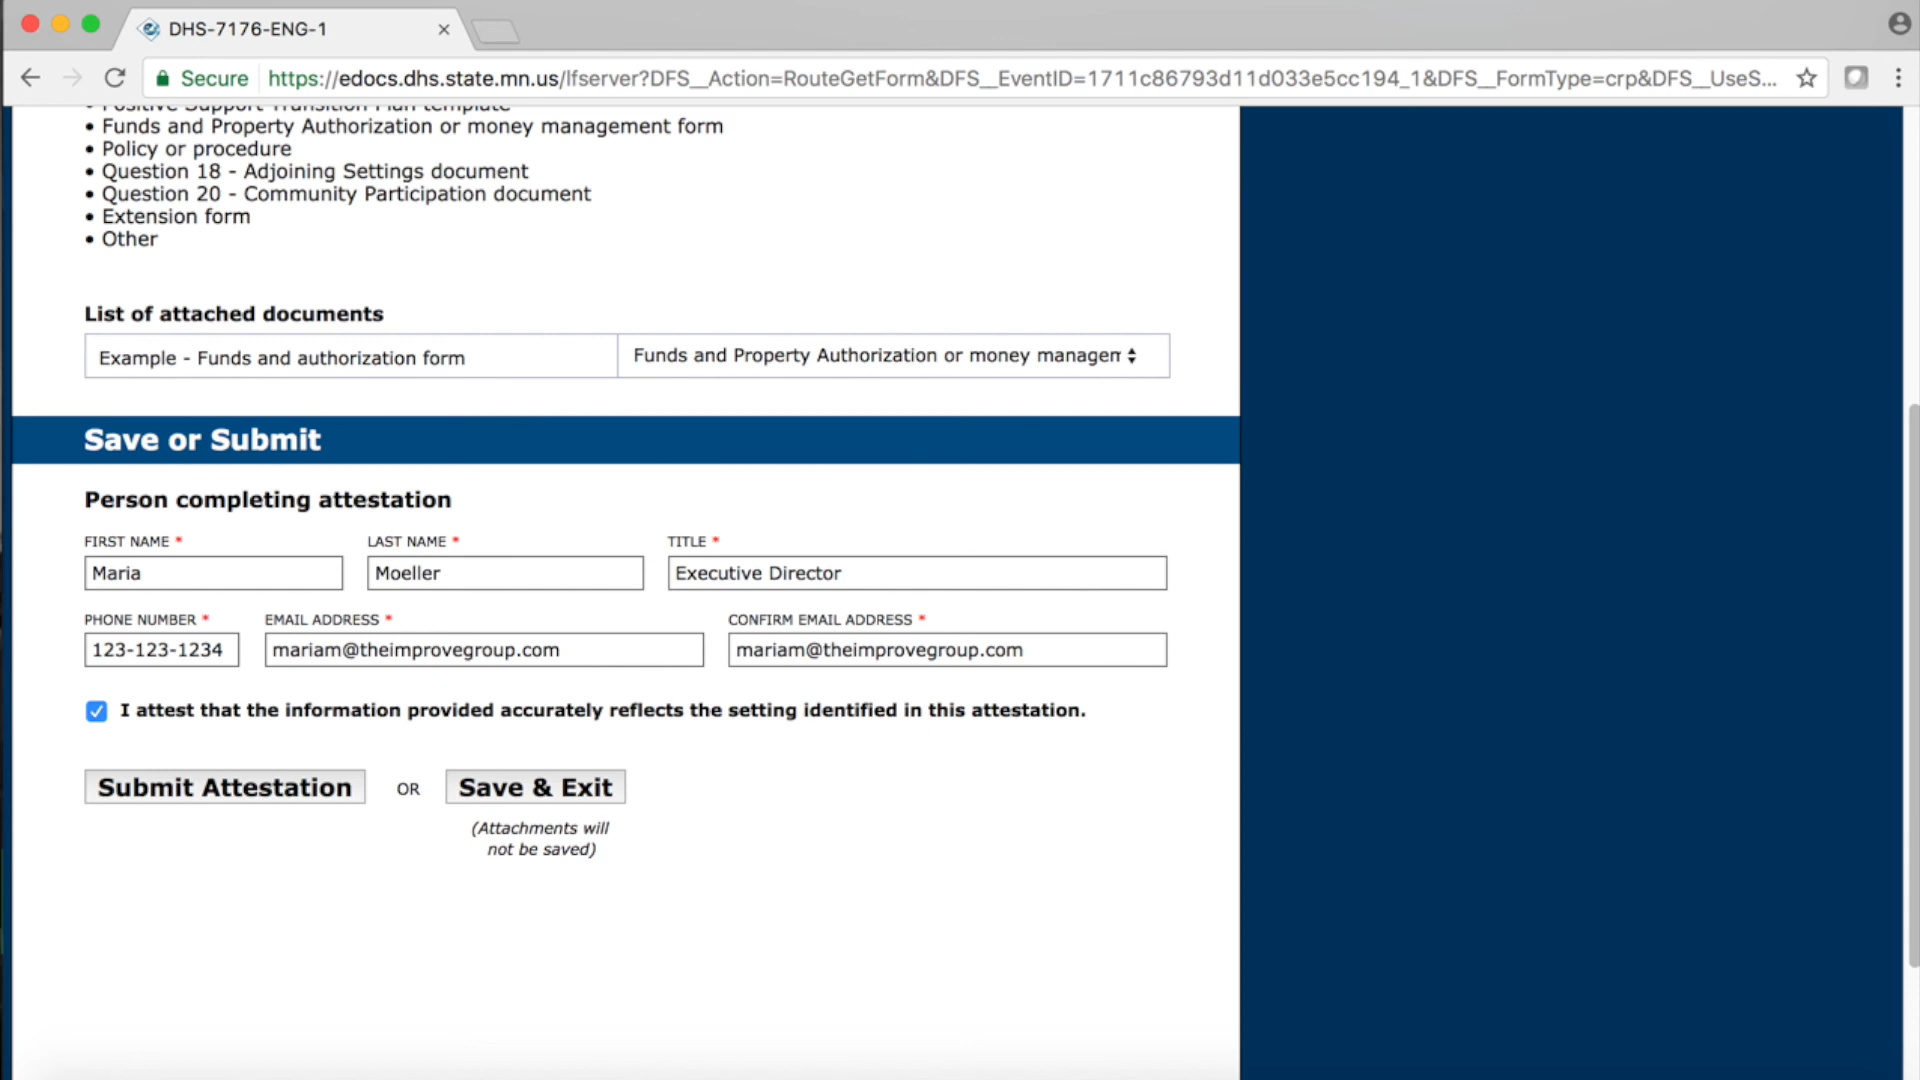 DHS-7176-ENG-1
Secure https://edocs.dhs.state.mn.us/lfserver?DFS__Action=RouteGetForm&DFS__EventID=1711c86793d11d033e5cc194_1&DFS__FormType=crp&DFS__UseS...
• Positive Support Transition Plan template
• Funds and Property Authorization or money management form
• Policy or procedure
• Question 18 - Adjoining Settings document
• Question 20 - Community Participation document
• Extension form
• Other
List of attached documents
Example - Funds and authorization form Funds and Property Authorization or money managem
Save or Submit
Person completing attestation
FIRST NAME * LAST NAME * TITLE *
Maria Moeller Executive Director
PHONE NUMBER * EMAIL ADDRESS * CONFIRM EMAIL ADDRESS *
123-123-1234 mariam@theimprovegroup.com mariam@theimprovegroup.com
I attest that the information provided accurately reflects the setting identified in this attestation.
Submit Attestation OR Save & Exit
(Attachments will
not be saved)